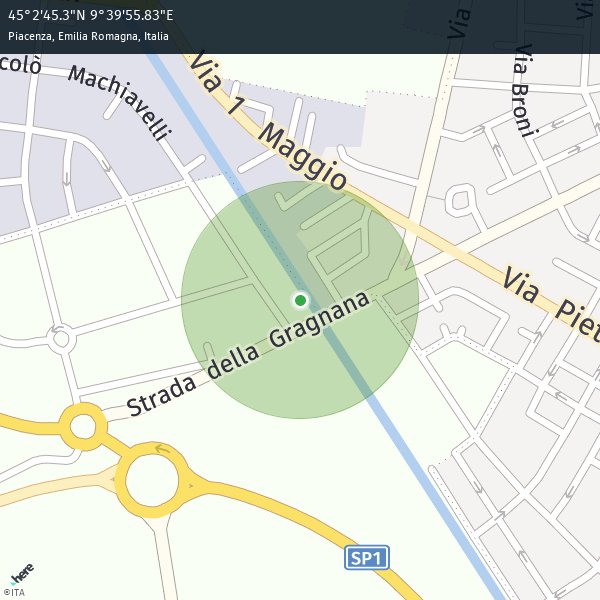 45°2'45.3"N 9°39'55.83"E
Piacenza, Emilia Romagna, Italia
colò
Machiavelli
Via 1 Maggio
Via
Via Broni
Via
Via Piet
Strada della Gragnana
SP1
here
©ITA